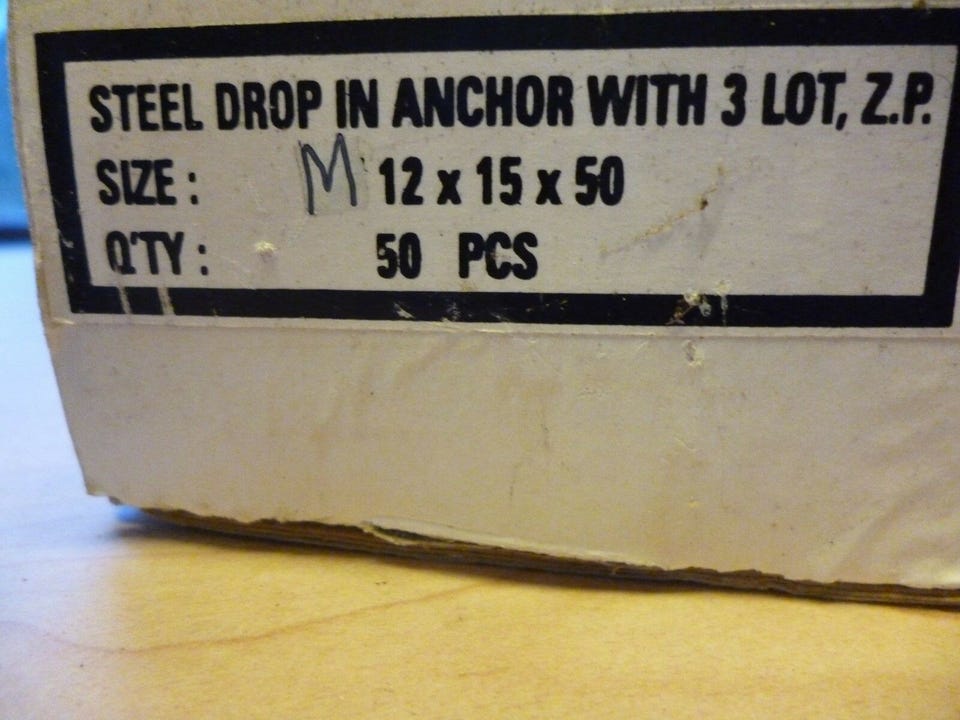 STEEL DROP IN ANCHOR WITH 3 LOT, Z.P.
SIZE : M 12 x 15 x 50
Q'TY : 50 PCS